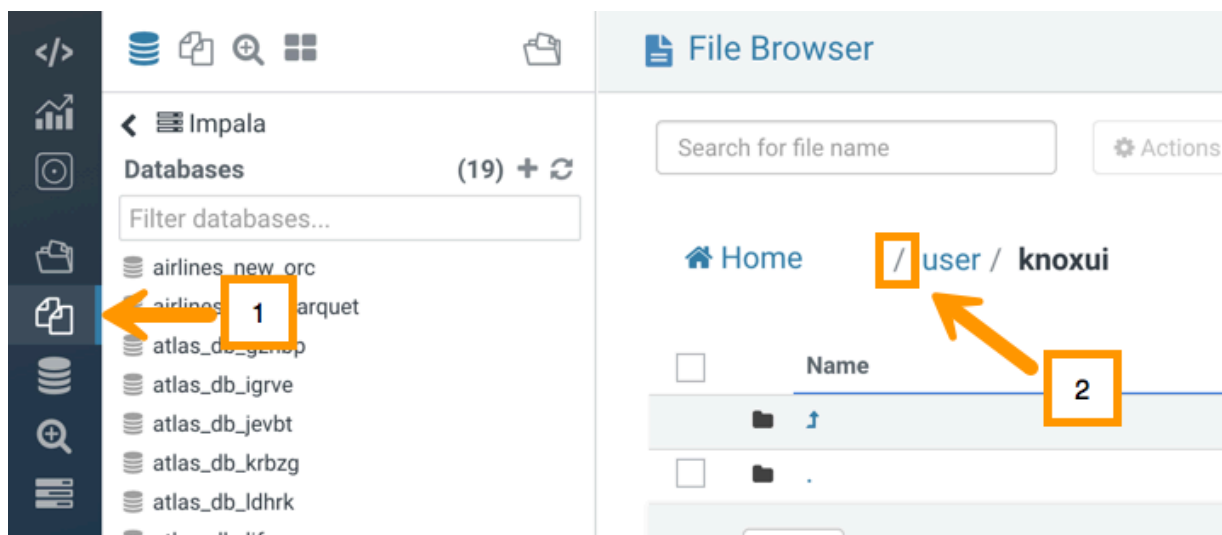 </>
File Browser
Impala
Databases (19)
Filter databases...
Search for file name
Actions
Home / user / knoxui
airlines_new_orc
1
atlas_db_igrve
atlas_db_jevbt
atlas_db_krbzg
atlas_db_ldhrk
Name
2
.